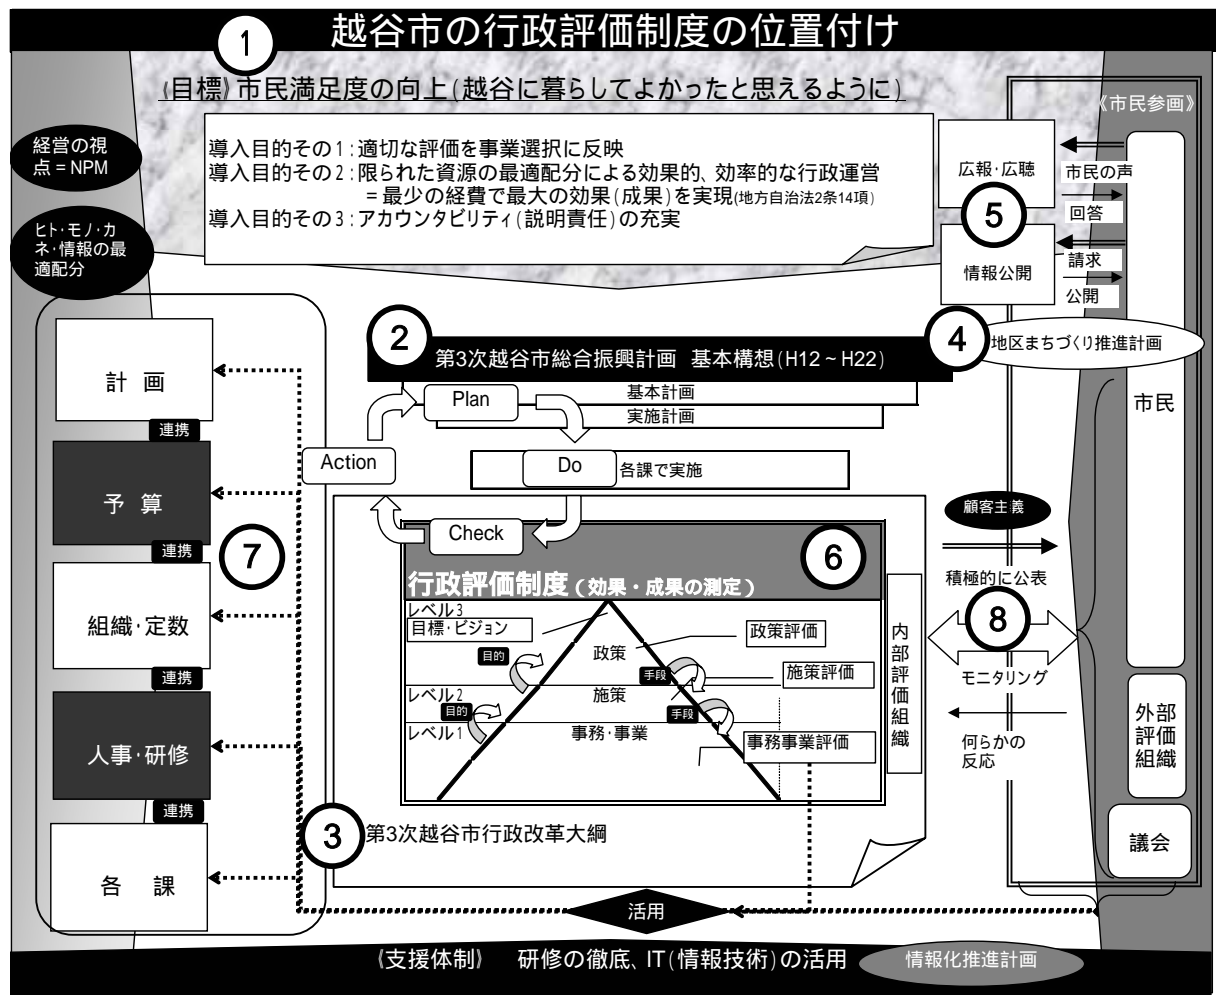 越谷市の行政評価制度の位置付け
1
《目標》市民満足度の向上(越谷に暮らしてよかったと思えるように)
経営の視
点＝NPM
ヒト・モノ・カ
ネ・情報の最
適配分
導入目的その1:適切な評価を事業選択に反映
導入目的その2:限られた資源の最適配分による効果的、効率的な行政運営
＝最少の経費で最大の効果(成果)を実現(地方自治法2条14項)
導入目的その3:アカウンタビリティ(説明責任)の充実
《市民参画》
広報・広聴
5
情報公開
市民の声
回答
請求
公開
4
地区まちづくり推進計画
市民
2
第3次越谷市総合振興計画 基本構想(H12～H22)
基本計画
実施計画
Plan
Do
各課で実施
Check
Action
計 画
連携
予 算
連携
組織・定数
連携
人事・研修
連携
各 課
7
6
行政評価制度(効果・成果の測定)
レベル3
目標・ビジョン
政策
政策評価
目的
手段
施策評価
レベル2
施策
目的
手段
レベル1
事務・事業
事務事業評価
内部評価組織
顧客主義
積極的に公表
8
モニタリング
何らかの
反応
外部
評価
組織
議会
3
第3次越谷市行政改革大綱
活用
《支援体制》 研修の徹底、IT(情報技術)の活用
情報化推進計画